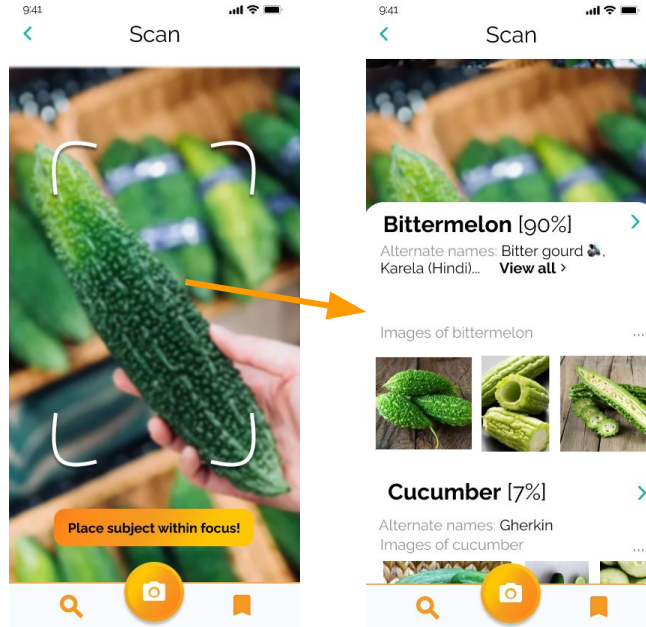 9:41
Scan
Place subject within focus!
9:41
Scan
Bittermelon [90%]
Alternate names: Bitter gourd 🔊,
Karela (Hindi)... View all >
Images of bittermelon ...
Cucumber [7%]
Alternate names: Gherkin
Images of cucumber ...